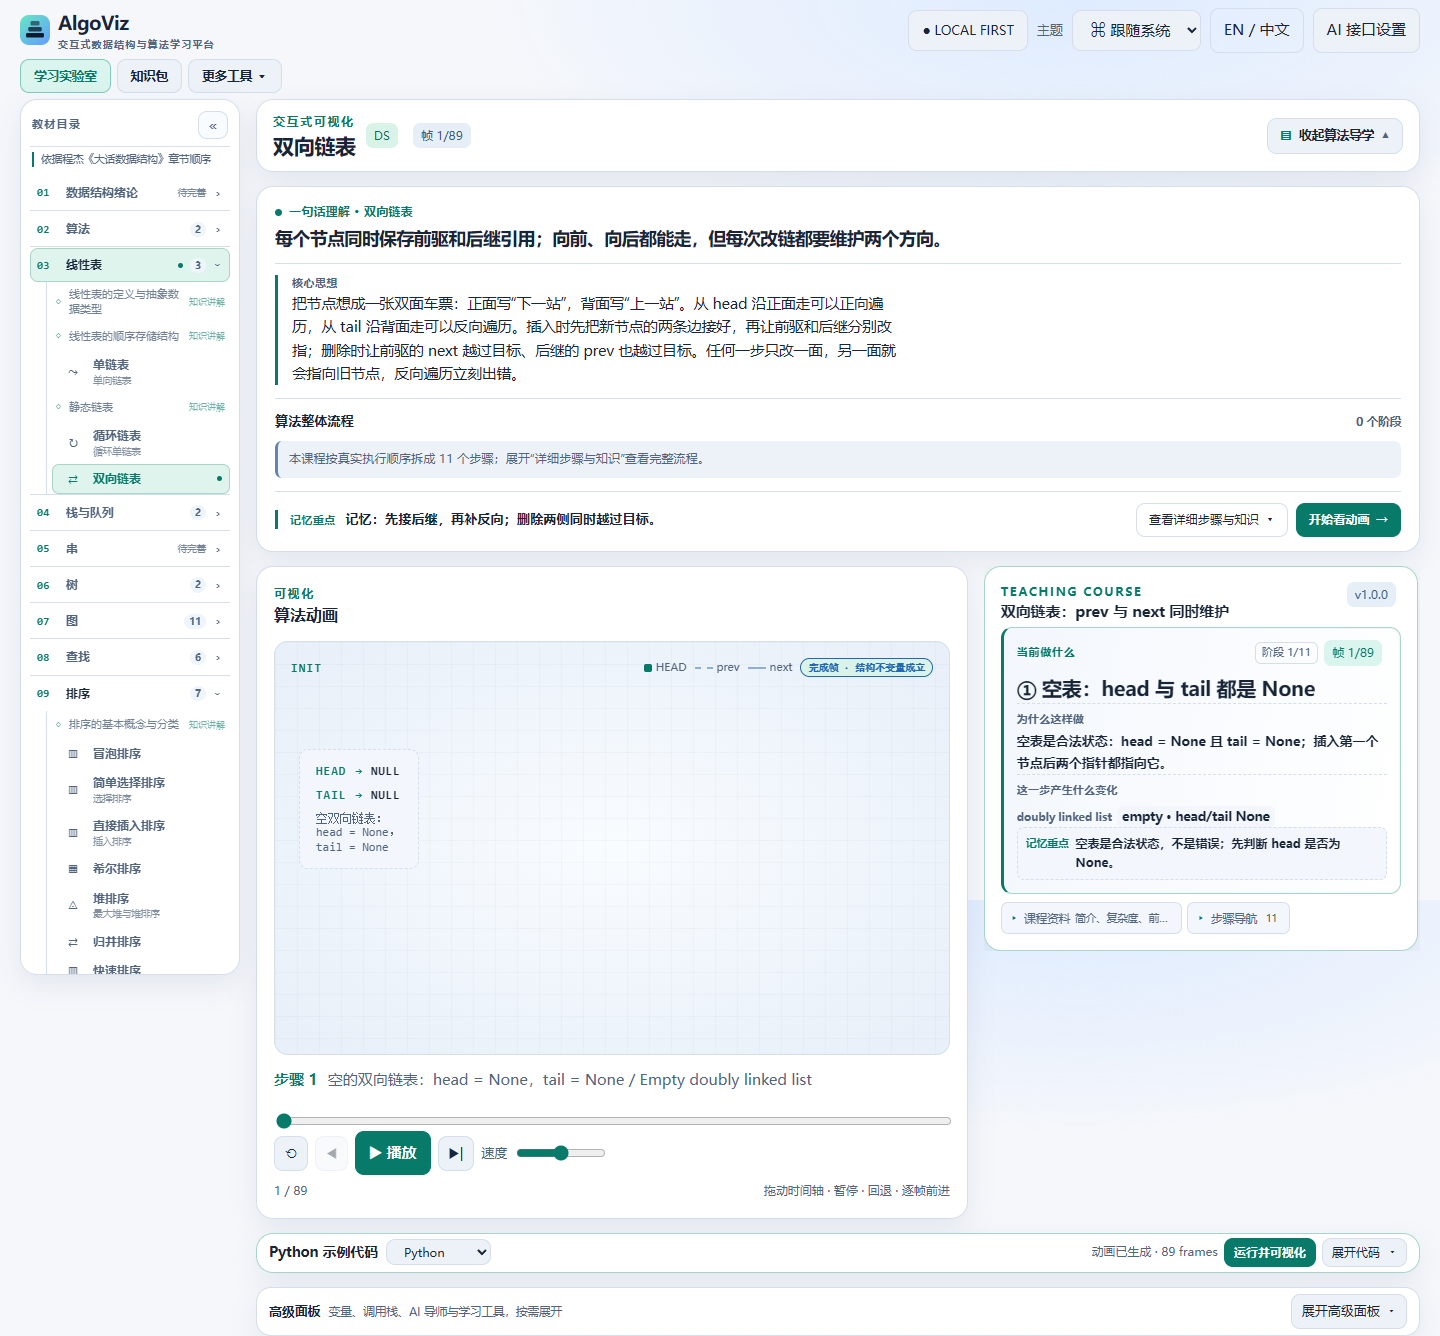 AlgoViz
交互式数据结构与算法学习平台
● LOCAL FIRST
主题
⌘ 跟随系统
EN / 中文
AI 接口设置
学习实验室
知识包
更多工具 ▾
教材目录
«
依据程杰《大话数据结构》章节顺序
01 数据结构绪论 待完善 ›
02 算法 2 ›
03 线性表 ● 3
线性表的定义与抽象数据类型 知识讲解
线性表的顺序存储结构 知识讲解
单链表
单向链表
静态链表 知识讲解
循环链表
循环单链表
双向链表
04 栈与队列 2 ›
05 串 待完善 ›
06 树 2 ›
07 图 11 ›
08 查找 6 ›
09 排序 7
排序的基本概念与分类 知识讲解
冒泡排序
简单选择排序
选择排序
直接插入排序
插入排序
希尔排序
堆排序
最大堆与堆排序
归并排序
快速排序
交互式可视化
双向链表
DS
帧 1/89
收起算法导学 ▲
一句话理解 • 双向链表
每个节点同时保存前驱和后继引用；向前、向后都能走，但每次改链都要维护两个方向。
核心思想
把节点想成一张双面车票：正面写“下一站”，背面写“上一站”。从 head 沿正面走可以正向遍
历，从 tail 沿背面走可以反向遍历。插入时先把新节点的两条边接好，再让前驱和后继分别改
指；删除时让前驱的 next 越过目标、后继的 prev 也越过目标。任何一步只改一面，另一面就
会指向旧节点，反向遍历立刻出错。
算法整体流程
0 个阶段
本课程按真实执行顺序拆成 11 个步骤；展开“详细步骤与知识”查看完整流程。
记忆重点 记忆：先接后继，再补反向；删除两侧同时越过目标。
查看详细步骤与知识 ▾
开始看动画 →
可视化
算法动画
INIT
HEAD prev next 完成帧 · 结构不变量成立
HEAD → NULL
TAIL → NULL
空双向链表：
head = None，
tail = None
步骤 1 空的双向链表：head = None，tail = None / Empty doubly linked list
▶ 播放
速度
1 / 89
拖动时间轴 · 暂停 · 回退 · 逐帧前进
TEACHING COURSE
双向链表：prev 与 next 同时维护
v1.0.0
当前做什么
阶段 1/11
帧 1/89
① 空表：head 与 tail 都是 None
为什么这样做
空表是合法状态：head = None 且 tail = None；插入第一个
节点后两个指针都指向它。
这一步产生什么变化
doubly linked list empty • head/tail None
记忆重点 空表是合法状态，不是错误；先判断 head 是否为
None。
▸ 课程资料 简介、复杂度、前...
▸ 步骤导航 11
Python 示例代码
Python
动画已生成 · 89 frames
运行并可视化
展开代码 ▾
高级面板 变量、调用栈、AI 导师与学习工具，按需展开
展开高级面板 ▾